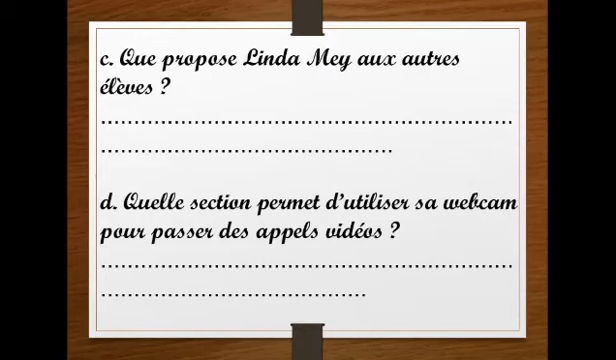 c. Que propose Linda Mey aux autres
élèves ?
..............................................................
............................................
d. Quelle section permet d'utiliser sa webcam
pour passer des appels vidéos ?
..............................................................
........................................